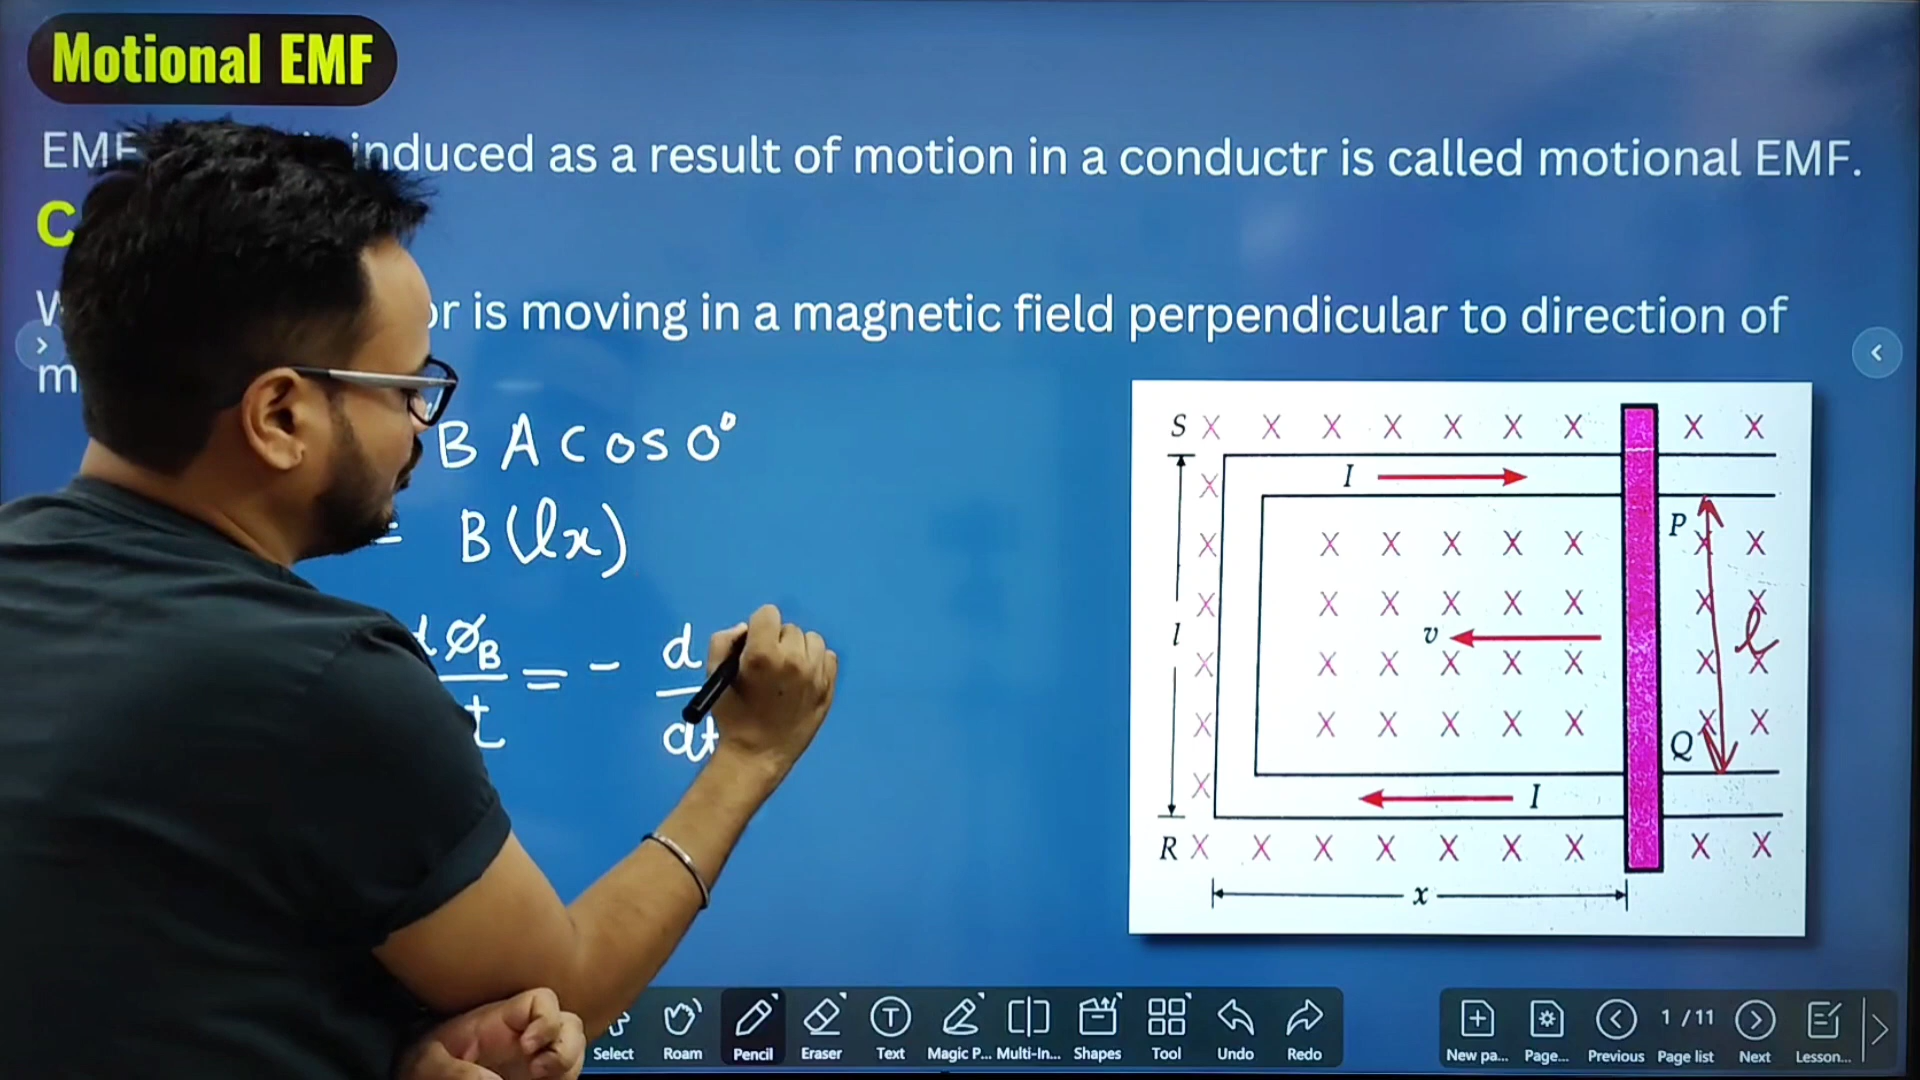 Motional EMF
EMF induced as a result of motion in a conductr is called motional EMF.
C
is moving in a magnetic field perpendicular to direction of
m
B A cos 0°
= B(lx)
døB = - d
t dt
S X X X X X X X X X
I
X
P X X
X X X X X X
X X X X X X
v
l
l
X X X X X X
X X X X X X
Q
X
I
R X X X X X X X X X
x
Select Roam Pencil Eraser Text Magic P... Multi-In... Shapes Tool Undo Redo
1 / 11
New pa... Page... Previous Page list Next Lesson...